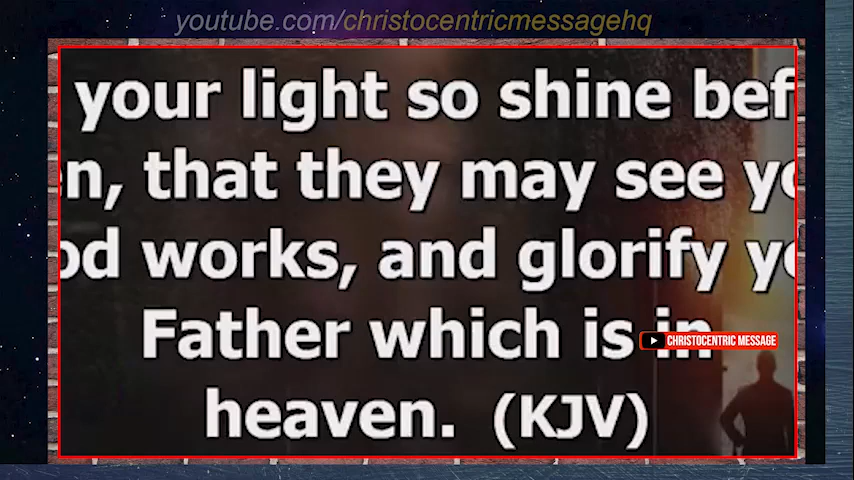 youtube.com/christocentricmessagehq
your light so shine bef
n, that they may see yo
od works, and glorify yo
Father which is in
CHRISTOCENTRIC MESSAGE
heaven. (KJV)